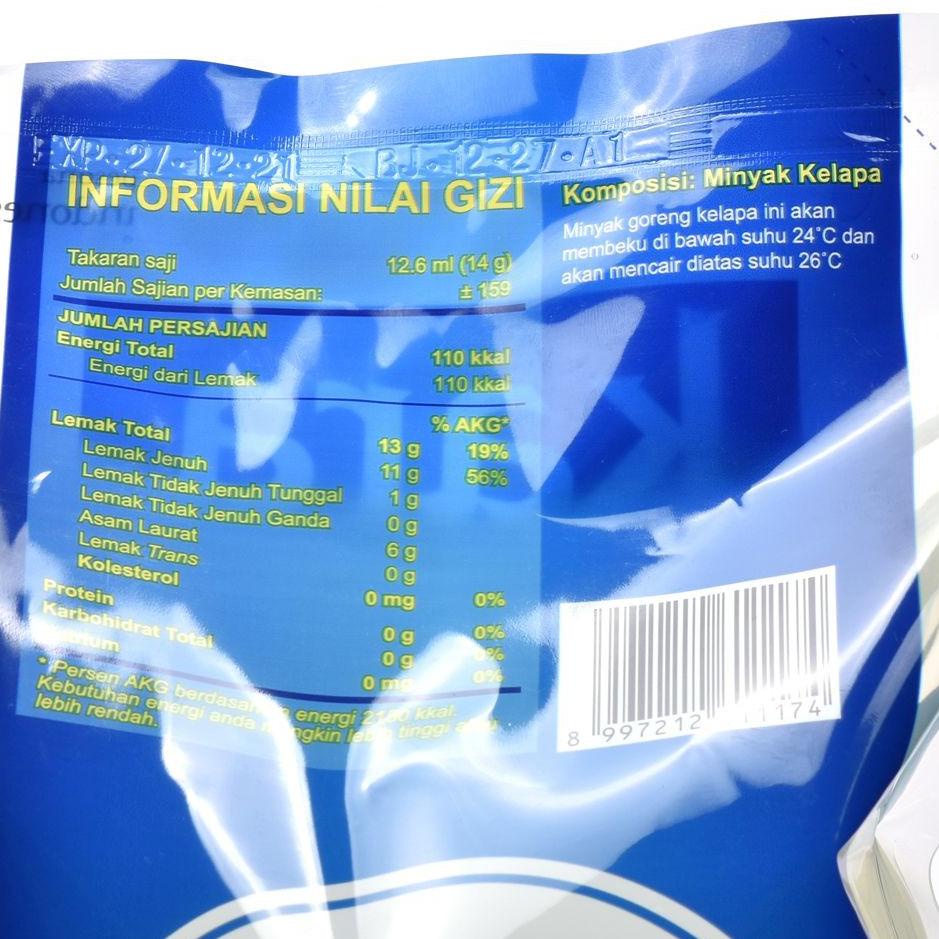 EXP. 27-12-21 BJ-12-27.A1
INFORMASI NILAI GIZI
Takaran saji 12.6 ml (14 g)
Jumlah Sajian per Kemasan: ± 159
JUMLAH PERSAJIAN
Energi Total 110 kkal
Energi dari Lemak 110 kkal
% AKG*
Lemak Total 13 g 19%
Lemak Jenuh 11 g 56%
Lemak Tidak Jenuh Tunggal 1 g
Lemak Tidak Jenuh Ganda 0 g
Asam Laurat 6 g
Lemak Trans 0 g
Kolesterol 0 mg 0%
Protein 0 g 0%
Karbohidrat Total 0 g 0%
0 mg 0%
* Persen AKG energi kkal.
Kebutuhan energi anda tinggi
lebih rendah.
Komposisi: Minyak Kelapa
Minyak goreng kelapa ini akan
membeku di bawah suhu 24°C dan
akan mencair diatas suhu 26°C
8 997212 11174